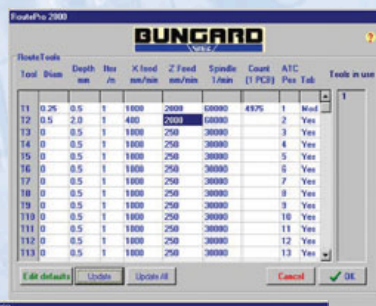 RoutePro 2000
BUNGARD
RouteTools
Tool Diam Depth mm Iter /n X feed mm/min Z Feed mm/min Spindle 1/min Count (1 PCB) ATC Pos Tab Tools in use
1
T1 0.25 0.5 1 1000 2000 60000 4975 1 Mod
T2 0.5 2.0 1 400 2000 60000 2 Yes
T3 0 0.5 1 1000 250 30000 3 Yes
T4 0 0.5 1 1000 250 30000 4 Yes
T5 0 0.5 1 1000 250 30000 5 Yes
T6 0 0.5 1 1000 250 30000 6 Yes
T7 0 0.5 1 1000 250 30000 7 Yes
T8 0 0.5 1 1000 250 30000 8 Yes
T9 0 0.5 1 1000 250 30000 9 Yes
T10 0 0.5 1 1000 250 30000 10 Yes
T11 0 0.5 1 1000 250 30000 11 Yes
T12 0 0.5 1 1000 250 30000 12 Yes
T13 0 0.5 1 1000 250 30000 13 Yes
Edit defaults Update Update All Cancel OK